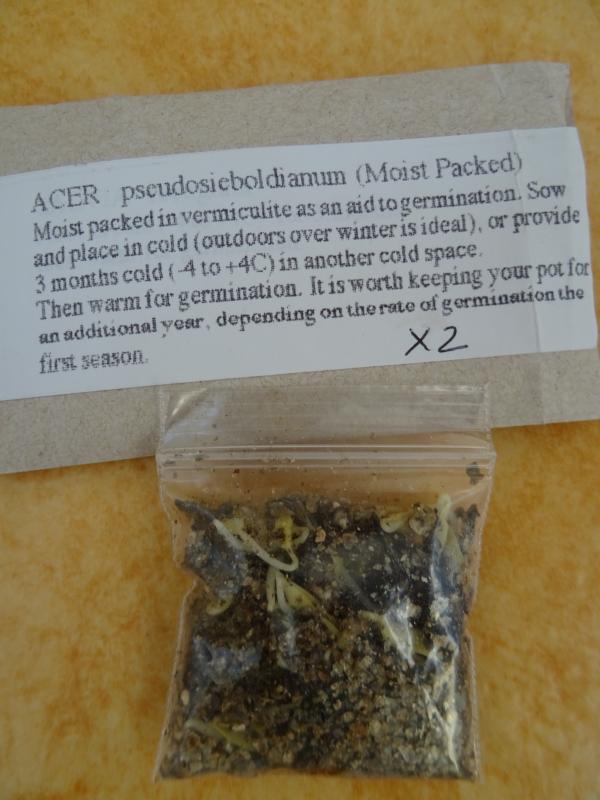 ACER pseudosieboldianum (Moist Packed)
Moist packed in vermiculite as an aid to germination. Sow
and place in cold (outdoors over winter is ideal), or provide
3 months cold (-4 to +4C) in another cold space.
Then warm for germination. It is worth keeping your pot for
an additional year, depending on the rate of germination the
first season.
X2